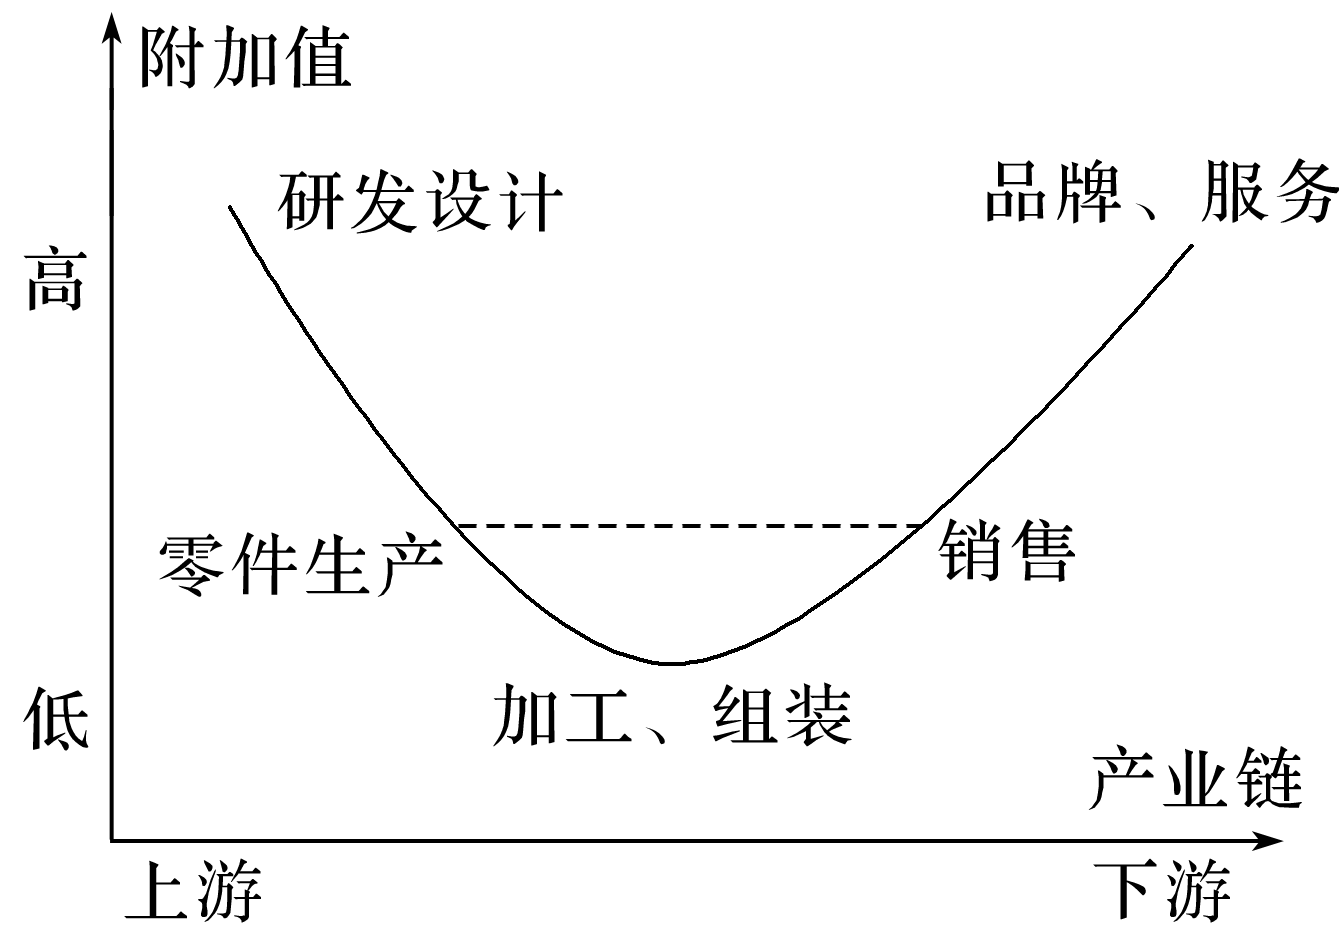 附加值
研发设计
品牌、服务
高
零件生产
销售
低
加工、组装
产业链
上游
下游